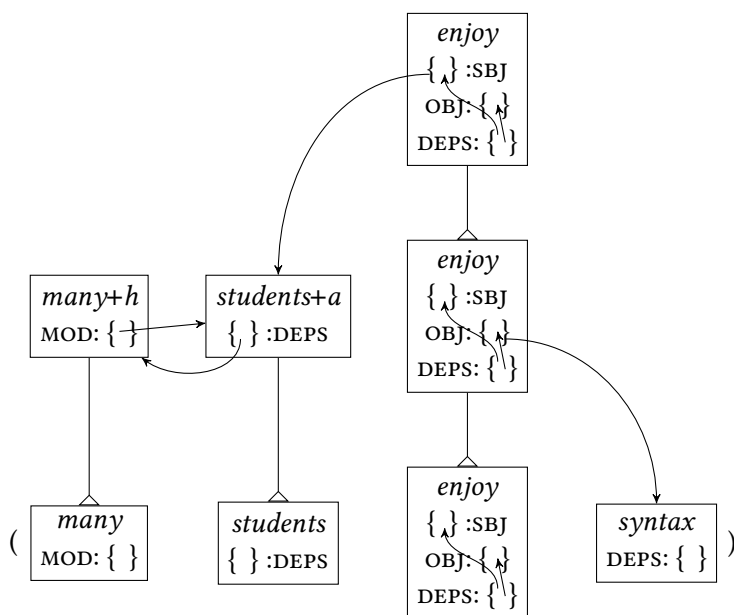 enjoy
{ } :SBJ
OBJ: { }
DEPS: { }
many+h
MOD: { }
students+a
{ } :DEPS
enjoy
{ } :SBJ
OBJ: { }
DEPS: { }
(
many
MOD: { }
students
{ } :DEPS
enjoy
{ } :SBJ
OBJ: { }
DEPS: { }
syntax
DEPS: { }
)